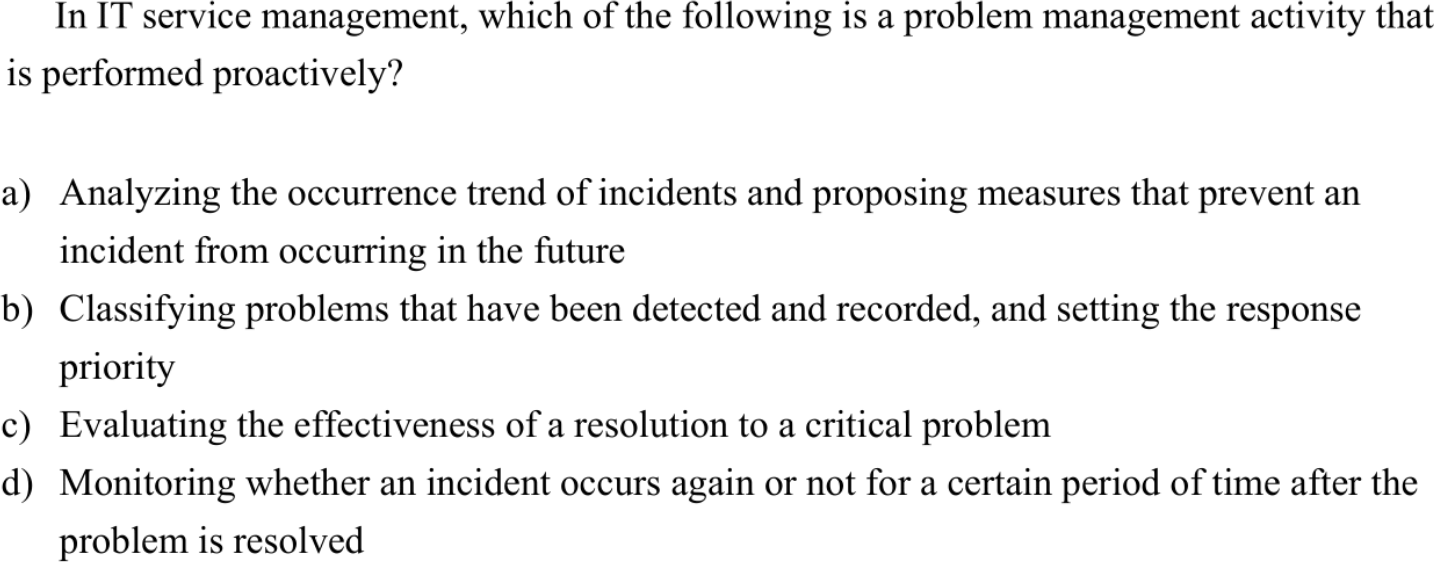 In IT service management, which of the following is a problem management activity that
is performed proactively?
a) Analyzing the occurrence trend of incidents and proposing measures that prevent an
incident from occurring in the future
b) Classifying problems that have been detected and recorded, and setting the response
priority
c) Evaluating the effectiveness of a resolution to a critical problem
d) Monitoring whether an incident occurs again or not for a certain period of time after the
problem is resolved